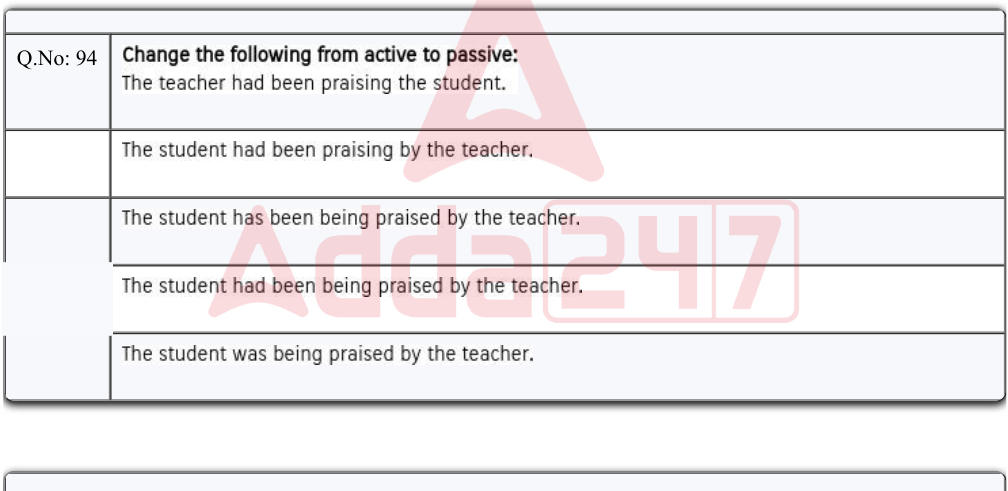 Q.No: 94
Change the following from active to passive:
The teacher had been praising the student.
The student had been praising by the teacher.
The student has been being praised by the teacher.
The student had been being praised by the teacher.
The student was being praised by the teacher.
Adda247